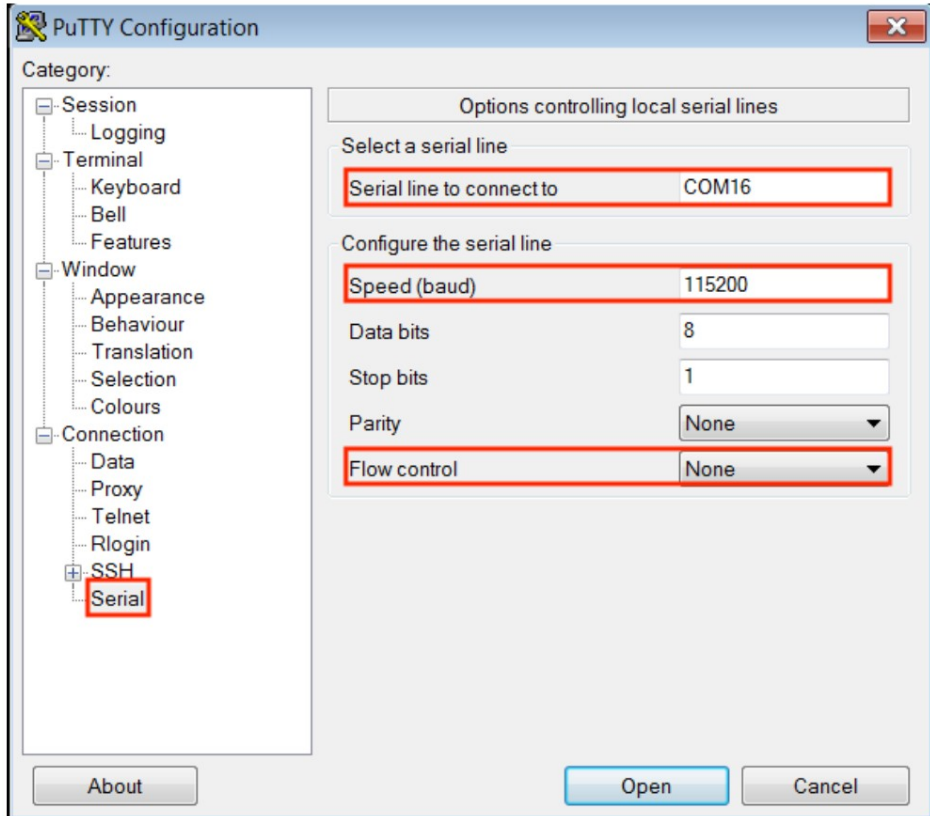 PuTTY Configuration
Category:
Session
Logging
Terminal
Keyboard
Bell
Features
Window
Appearance
Behaviour
Translation
Selection
Colours
Connection
Data
Proxy
Telnet
Rlogin
SSH
Serial
Options controlling local serial lines
Select a serial line
Serial line to connect to COM16
Configure the serial line
Speed (baud) 115200
Data bits 8
Stop bits 1
Parity None
Flow control None
About Open Cancel